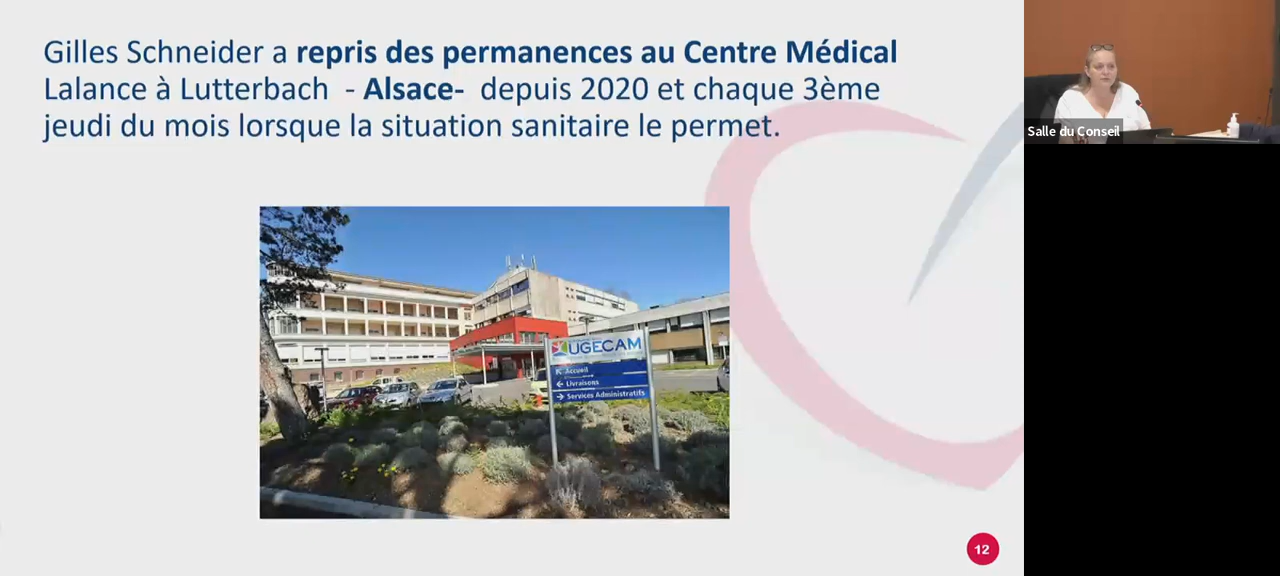 Gilles Schneider a repris des permanences au Centre Médical
Lalance à Lutterbach - Alsace- depuis 2020 et chaque 3ème
jeudi du mois lorsque la situation sanitaire le permet.
Salle du Conseil
UGECAM
Accueil
Livraisons
Services Administratifs
12